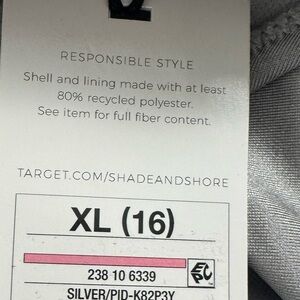 RESPONSIBLE STYLE
Shell and lining made with at least
80% recycled polyester.
See item for full fiber content.
TARGET.COM/SHADEANDSHORE
XL (16)
238 10 6339
SILVER/PID-K82P3Y